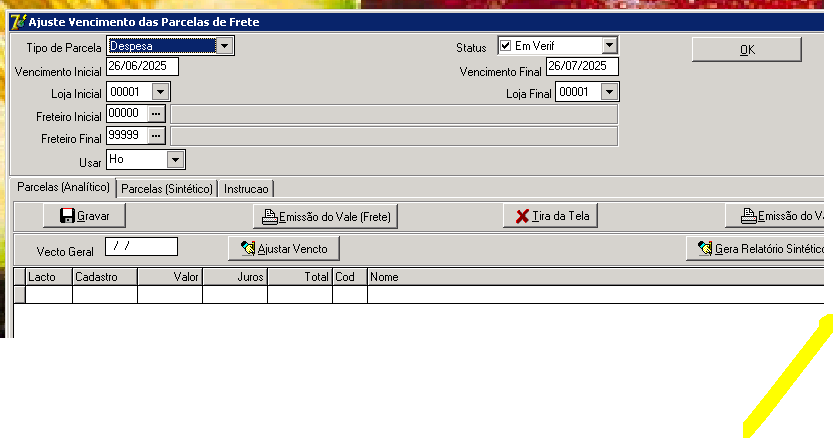 Ajuste Vencimento das Parcelas de Frete
Tipo de Parcela Despesa Status Em Verif OK
Vencimento Inicial 26/06/2025 Vencimento Final 26/07/2025
Loja Inicial 00001 Loja Final 00001
Freteiro Inicial 00000 ...
Freteiro Final 99999 ...
Usar Ho
Parcelas (Analítico) Parcelas (Sintético) Instrucao
Gravar Emissão do Vale (Frete) Tira da Tela Emissão do V
Vecto Geral / / Ajustar Vencto Gera Relatório Sintético
Lacto Cadastro Valor Juros Total Cod Nome